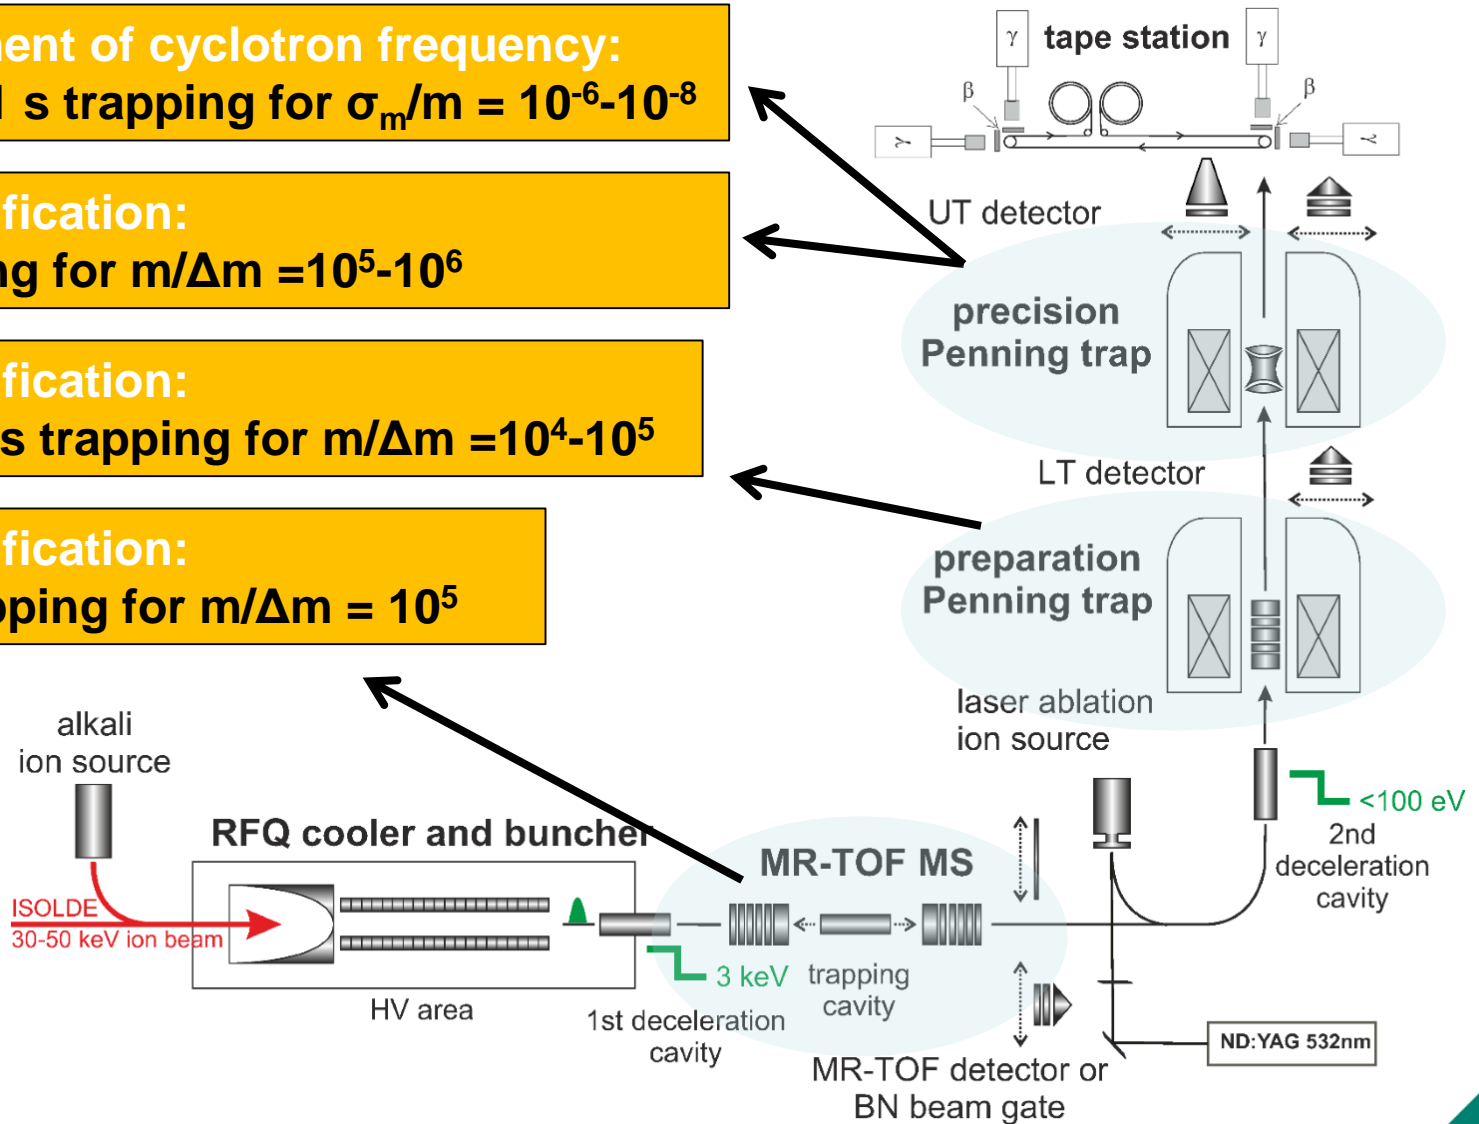 ent of cyclotron frequency:
1 s trapping for σm/m = 10-6-10-8
fication:
ng for m/Δm =105-106
fication:
s trapping for m/Δm =104-105
fication:
pping for m/Δm = 105
γ tape station γ
β β
γ γ
UT detector
precision
Penning trap
LT detector
preparation
Penning trap
laser ablation
ion source
<100 eV
2nd
deceleration
cavity
alkali
ion source
RFQ cooler and buncher
MR-TOF MS
ISOLDE
30-50 keV ion beam
3 keV
trapping
cavity
HV area
1st deceleration
cavity
ND:YAG 532nm
MR-TOF detector or
BN beam gate